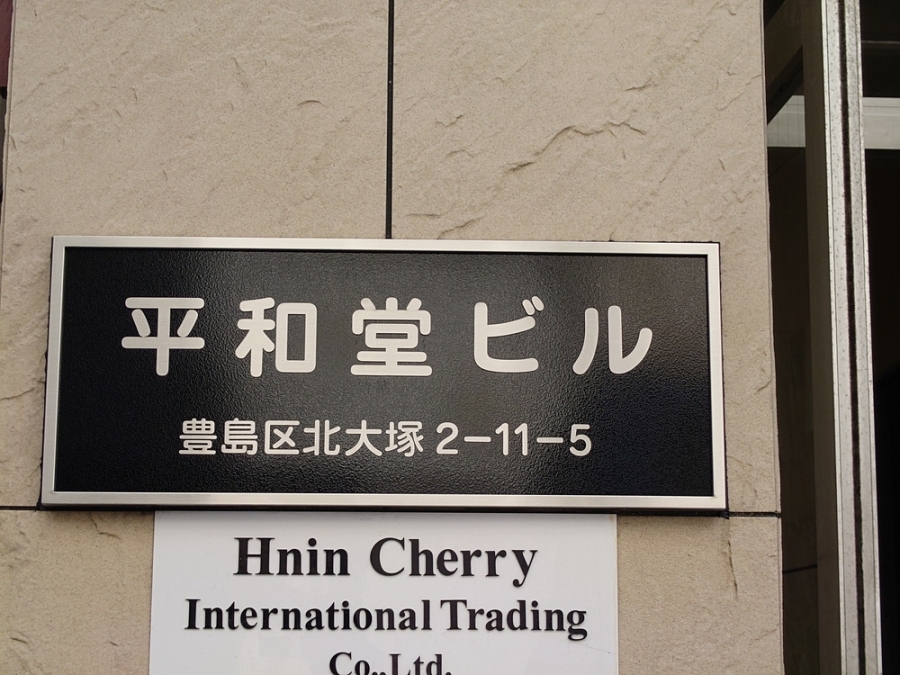 平和堂ビル
豊島区北大塚2-11-5
Hnin Cherry
International Trading
Co.,Ltd.